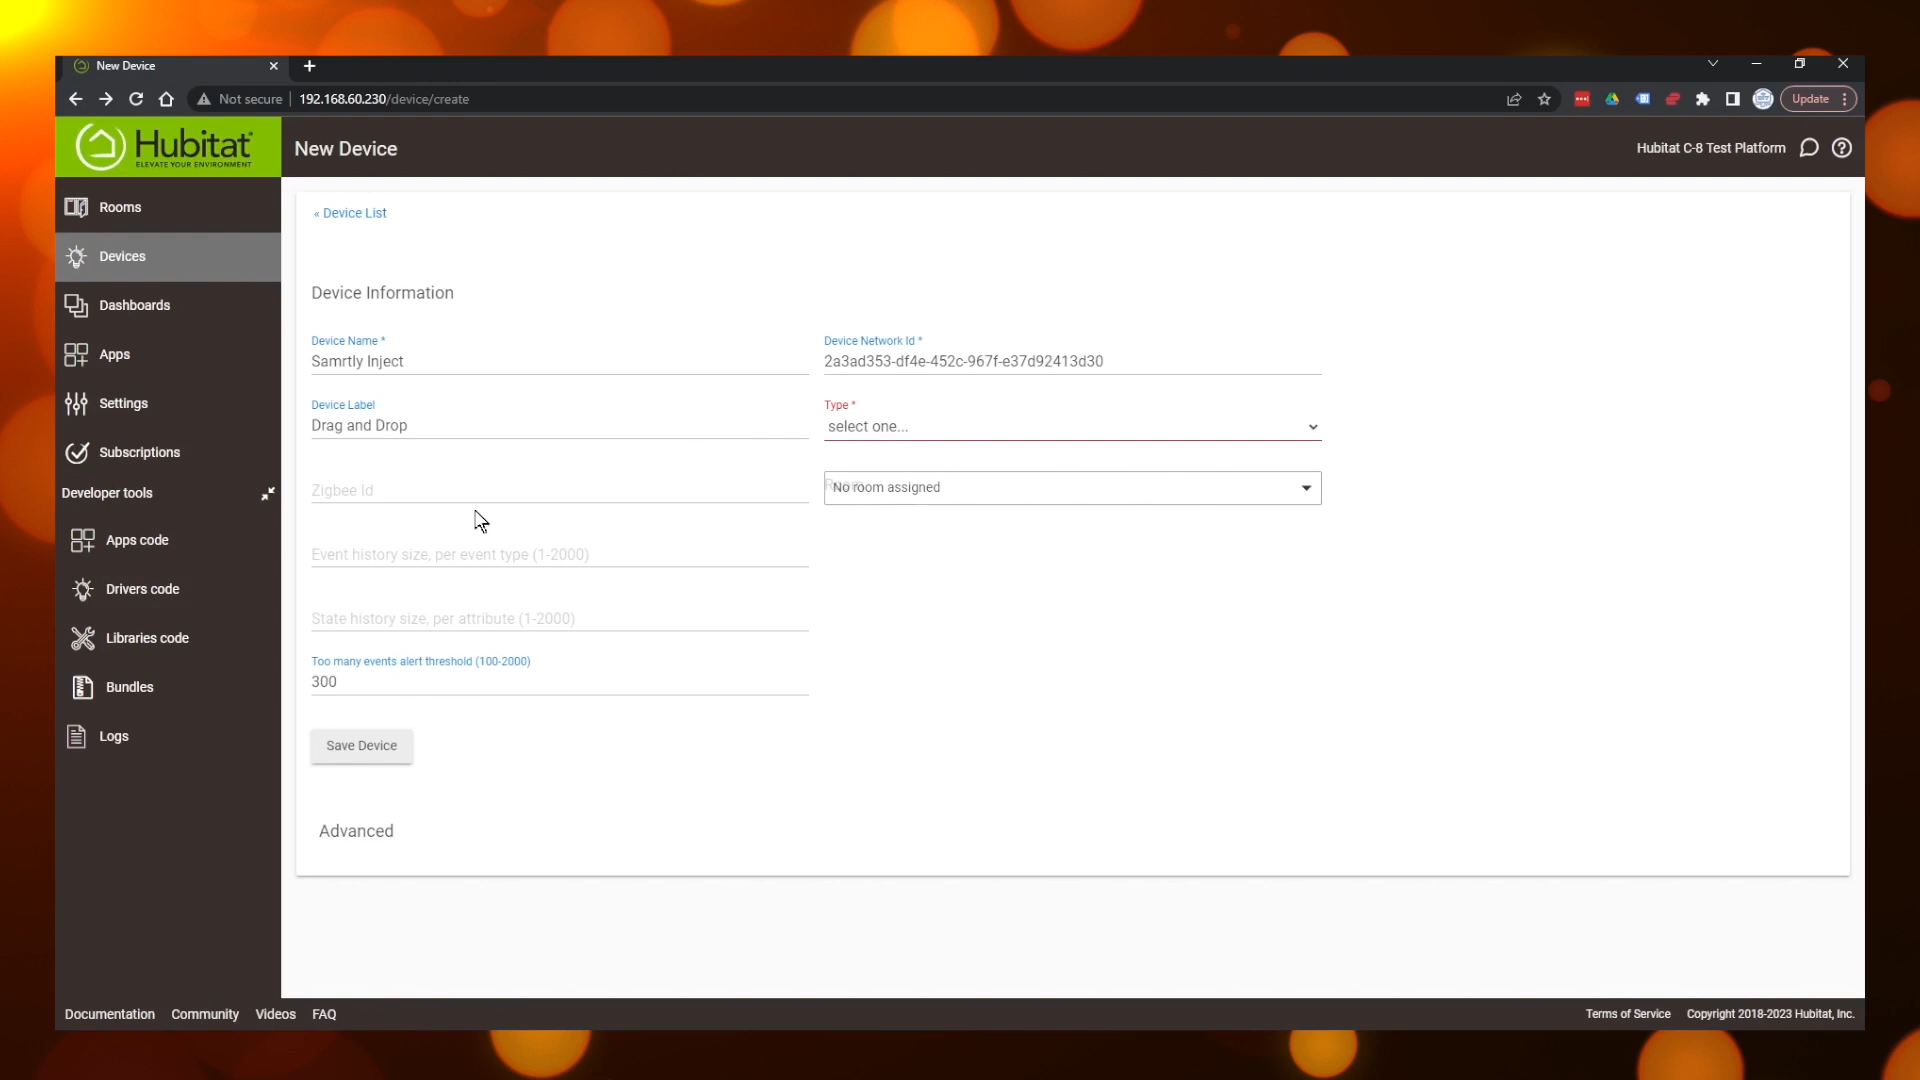 New Device
Not secure
192.168.60.230/device/create
Update
Hubitat
ELEVATE YOUR ENVIRONMENT
New Device
Hubitat C-8 Test Platform
Rooms
Devices
Dashboards
Apps
Settings
Subscriptions
Developer tools
Apps code
Drivers code
Libraries code
Bundles
Logs
« Device List
Device Information
Device Name *
Samrtly Inject
Device Network Id *
2a3ad353-df4e-452c-967f-e37d92413d30
Device Label
Drag and Drop
Type *
select one...
Zigbee Id
No room assigned
Event history size, per event type (1-2000)
State history size, per attribute (1-2000)
Too many events alert threshold (100-2000)
300
Save Device
Advanced
Documentation
Community
Videos
FAQ
Terms of Service
Copyright 2018-2023 Hubitat, Inc.